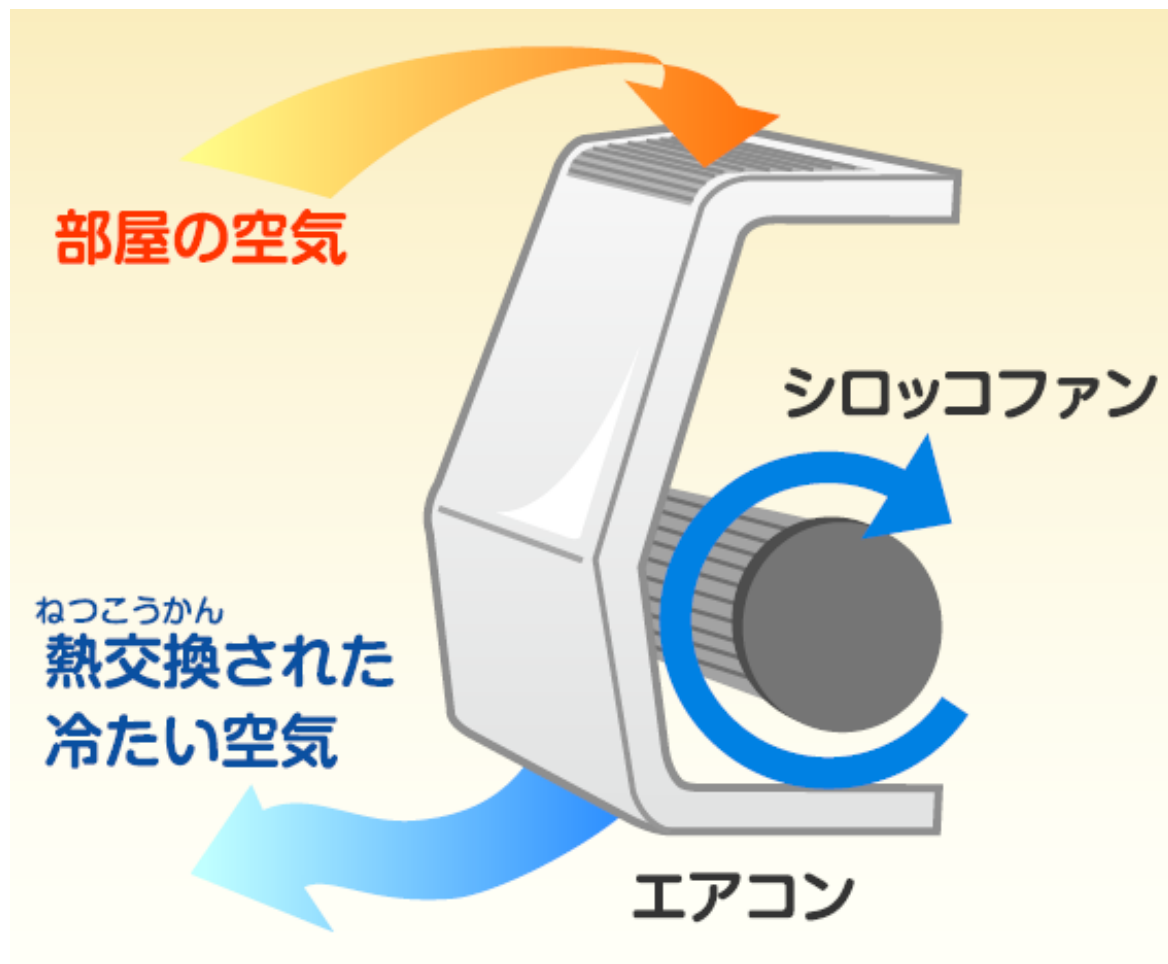 部屋の空気
シロッコファン
ねつこうかん
熱交換された
冷たい空気
エアコン